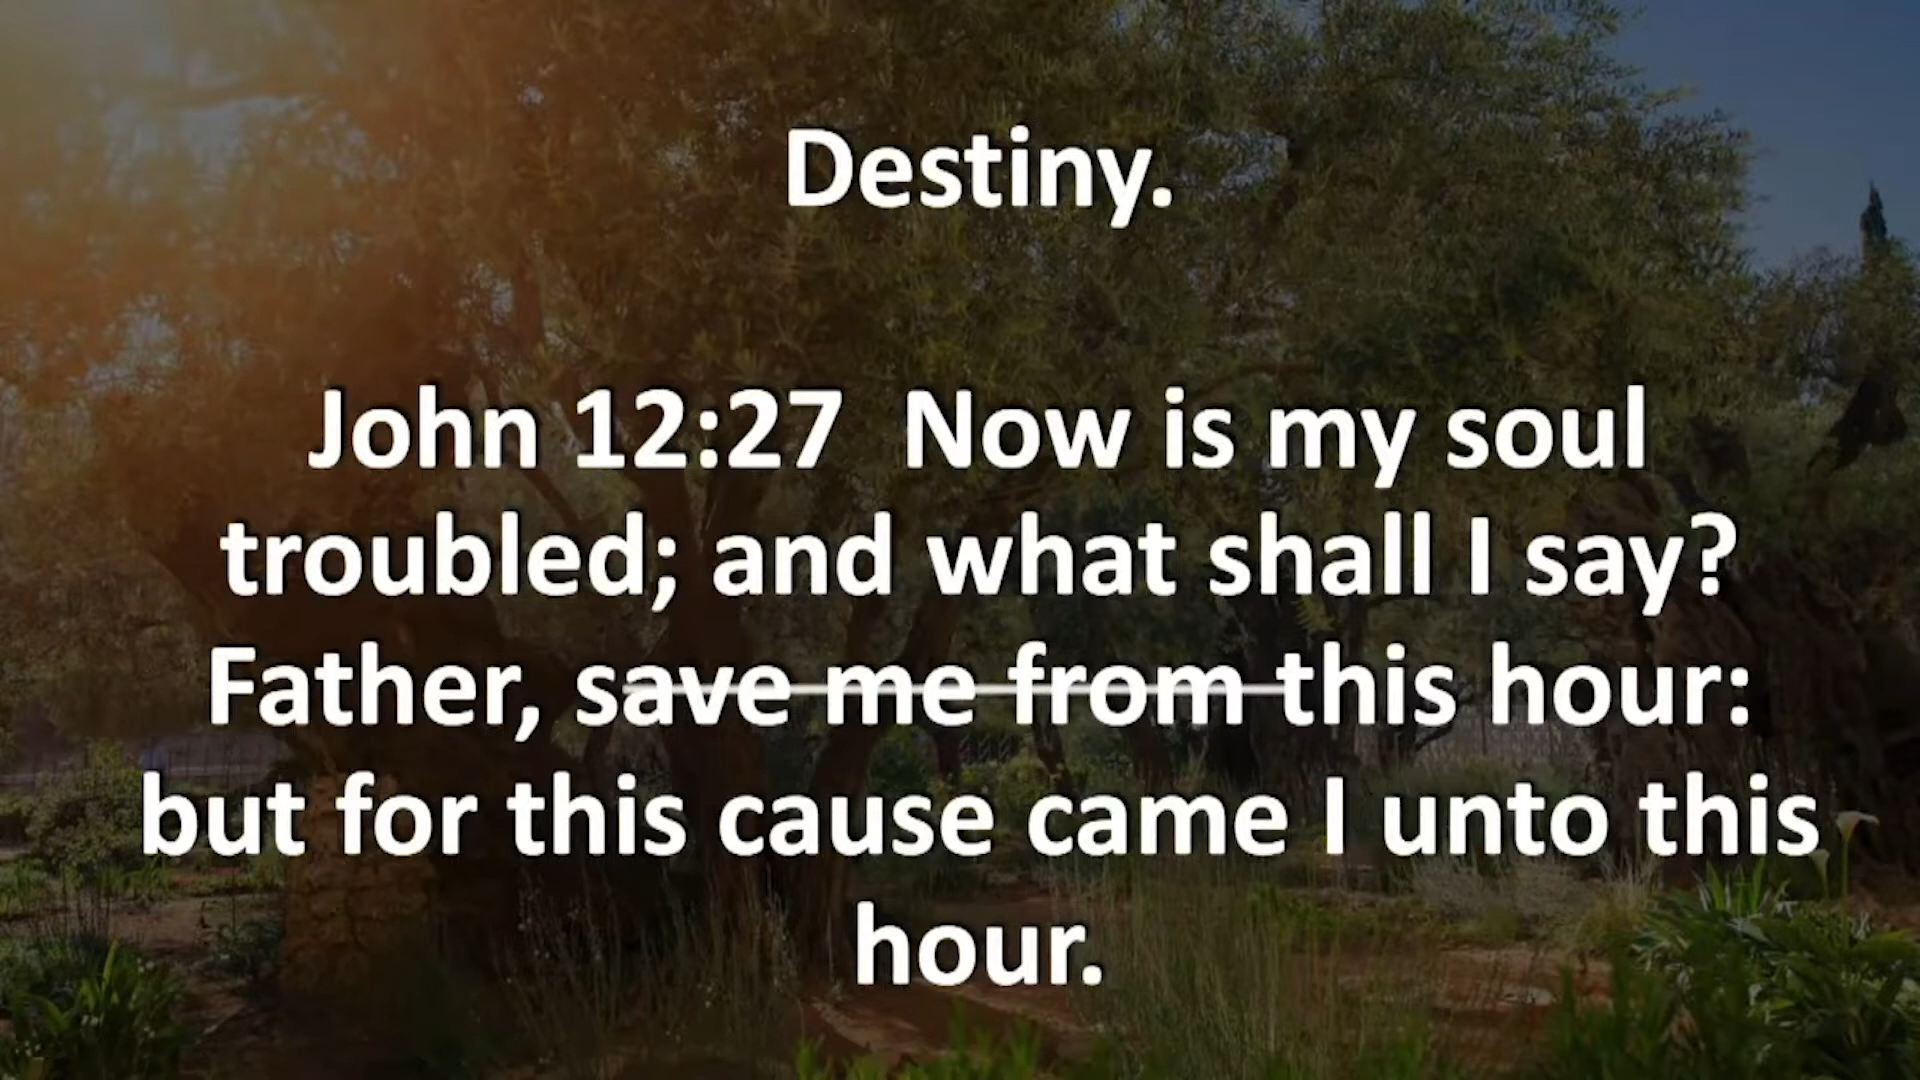 Destiny.
John 12:27  Now is my soul
troubled; and what shall I say?
Father, save me from this hour:
but for this cause came I unto this
hour.